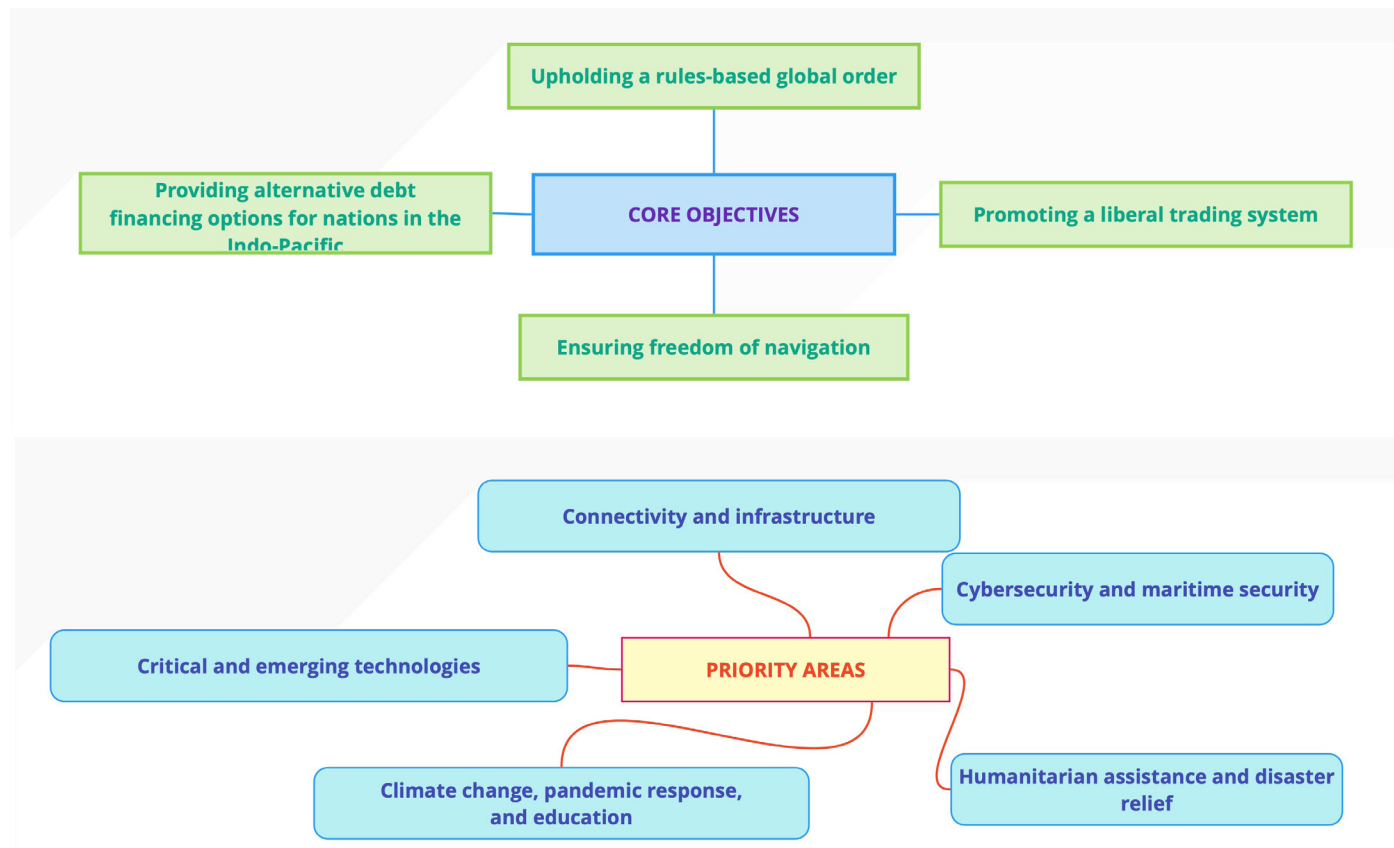 Upholding a rules-based global order
Providing alternative debt
financing options for nations in the
Indo-Pacific
CORE OBJECTIVES
Promoting a liberal trading system
Ensuring freedom of navigation
Connectivity and infrastructure
Cybersecurity and maritime security
Critical and emerging technologies
PRIORITY AREAS
Humanitarian assistance and disaster
relief
Climate change, pandemic response,
and education